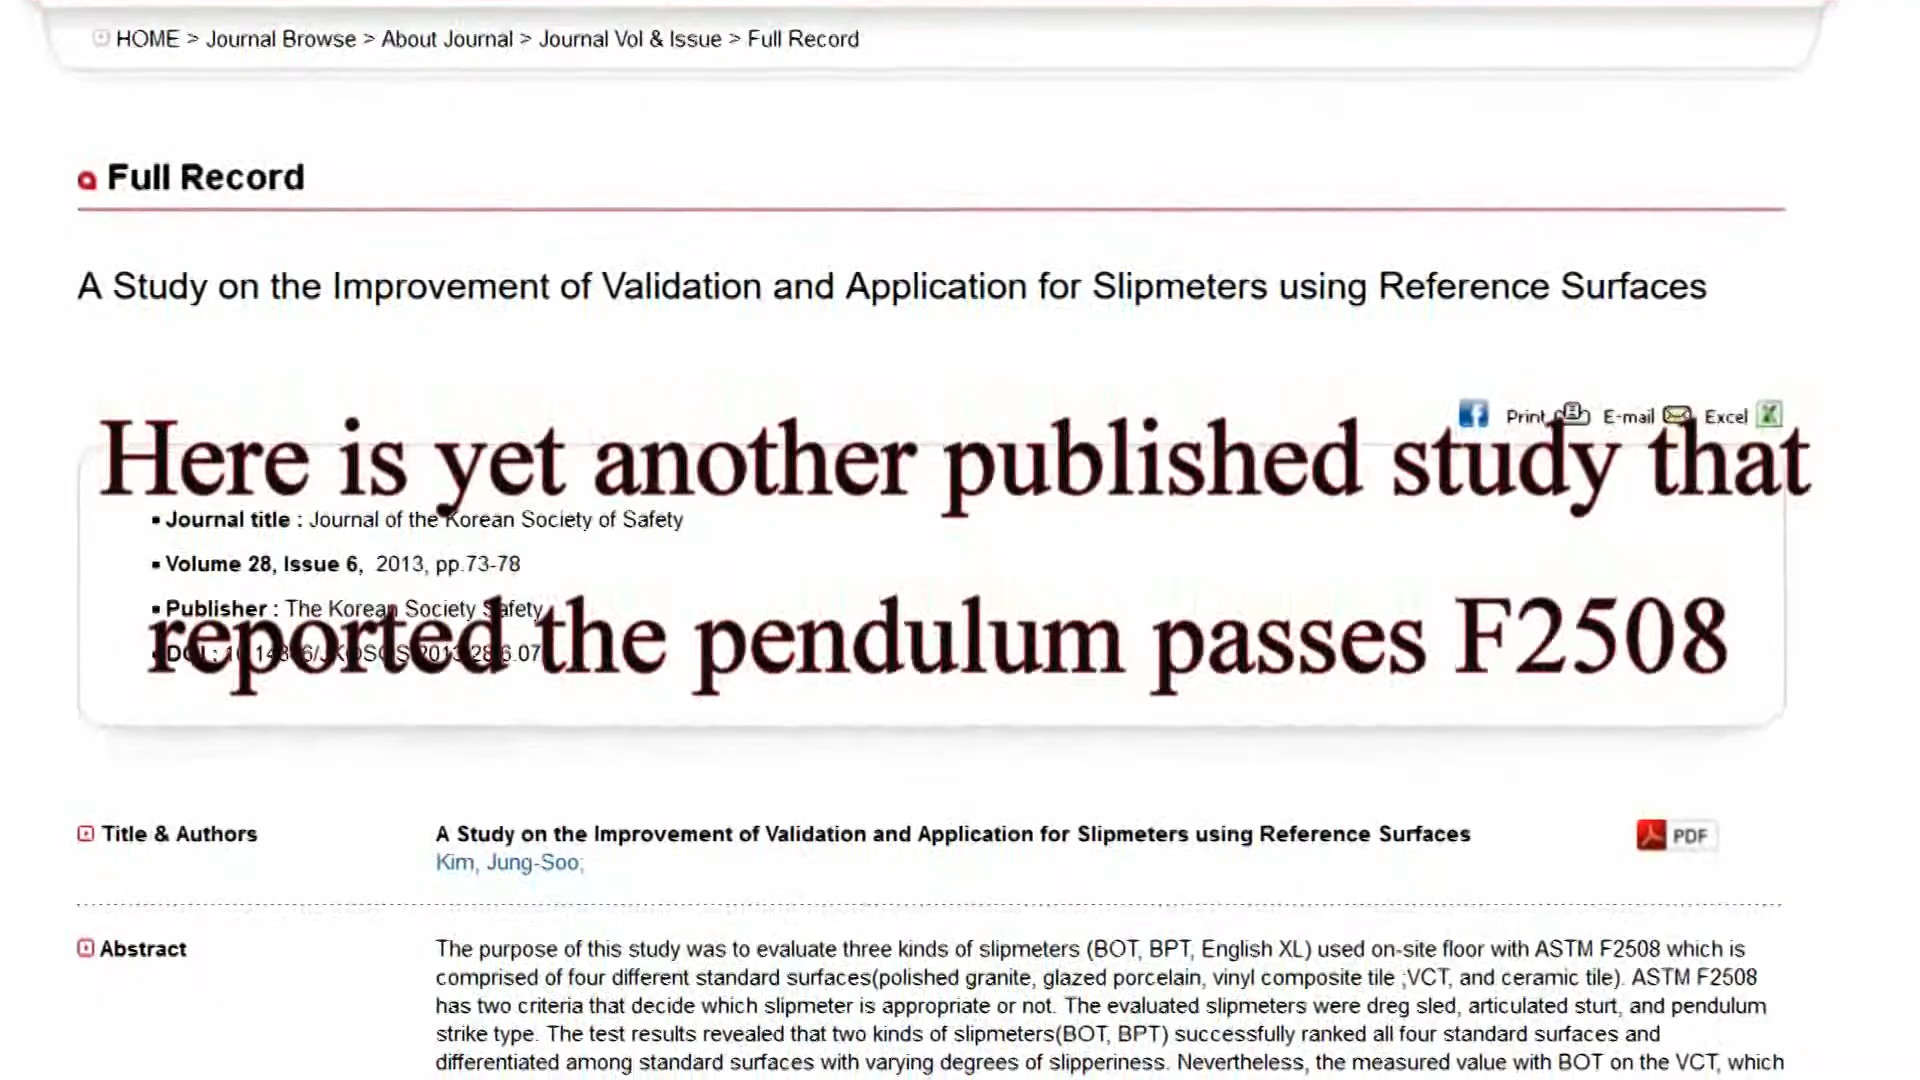 HOME > Journal Browse > About Journal > Journal Vol & Issue > Full Record
Full Record
A Study on the Improvement of Validation and Application for Slipmeters using Reference Surfaces
Print E-mail Excel
Here is yet another published study that
Journal title : Journal of the Korean Society of Safety
Volume 28, Issue 6, 2013, pp.73-78
Publisher : The Korean Society Safety
reported the pendulum passes F2508
DOI :
Title & Authors
A Study on the Improvement of Validation and Application for Slipmeters using Reference Surfaces
PDF
Kim, Jung-Soo;
Abstract
The purpose of this study was to evaluate three kinds of slipmeters (BOT, BPT, English XL) used on-site floor with ASTM F2508 which is
comprised of four different standard surfaces(polished granite, glazed porcelain, vinyl composite tile ;VCT, and ceramic tile). ASTM F2508
has two criteria that decide which slipmeter is appropriate or not. The evaluated slipmeters were dreg sled, articulated sturt, and pendulum
strike type. The test results revealed that two kinds of slipmeters(BOT, BPT) successfully ranked all four standard surfaces and
differentiated among standard surfaces with varying degrees of slipperiness. Nevertheless, the measured value with BOT on the VCT, which